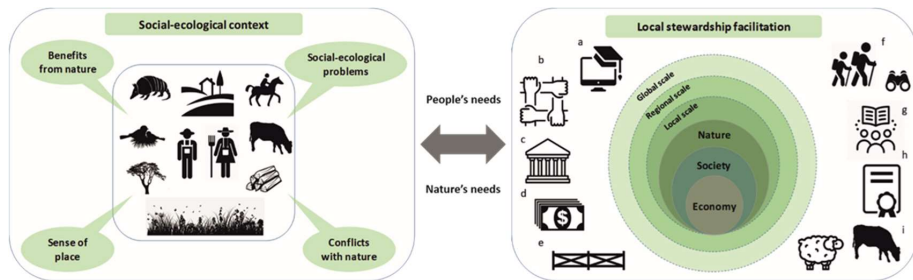 Social-ecological context
Benefits
from nature
Social-ecological
problems
Sense of
place
Conflicts
with nature
People's needs
Nature's needs
Local stewardship facilitation
a
b
c
d
e
Global scale
Regional scale
Local scale
Nature
Society
Economy
f
g
h
i